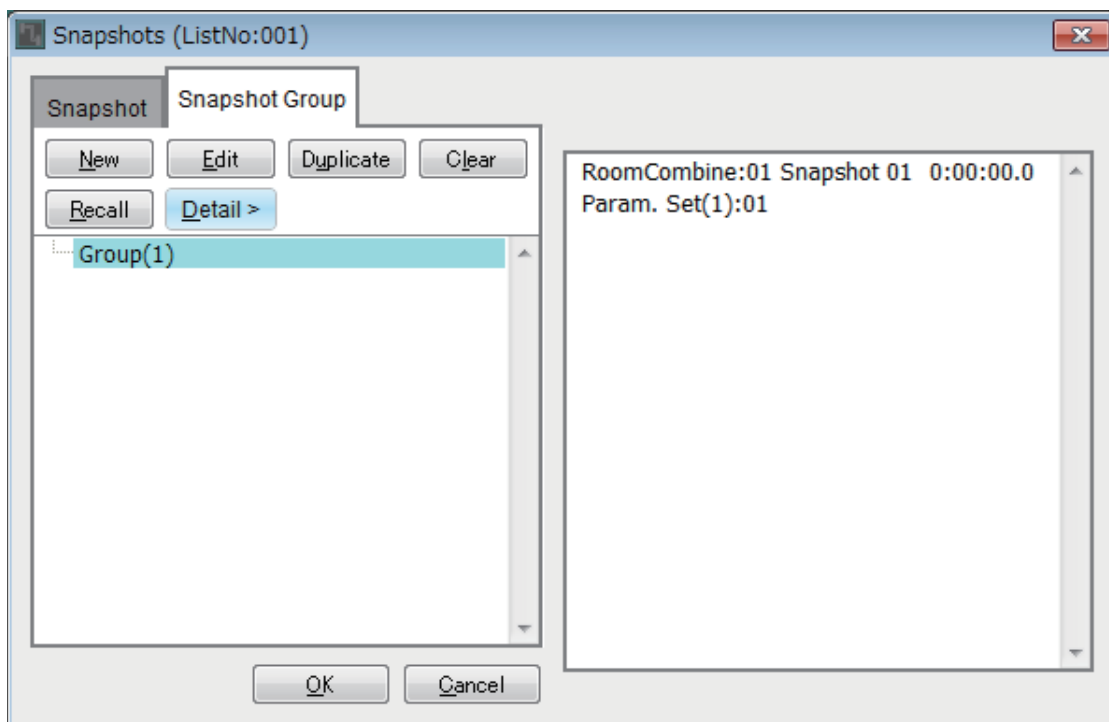 Snapshots (ListNo:001)
Snapshot
Snapshot Group
New
Edit
Duplicate
Clear
Recall
Detail >
Group(1)
OK
Cancel
RoomCombine:01 Snapshot 01 0:00:00.0
Param. Set(1):01